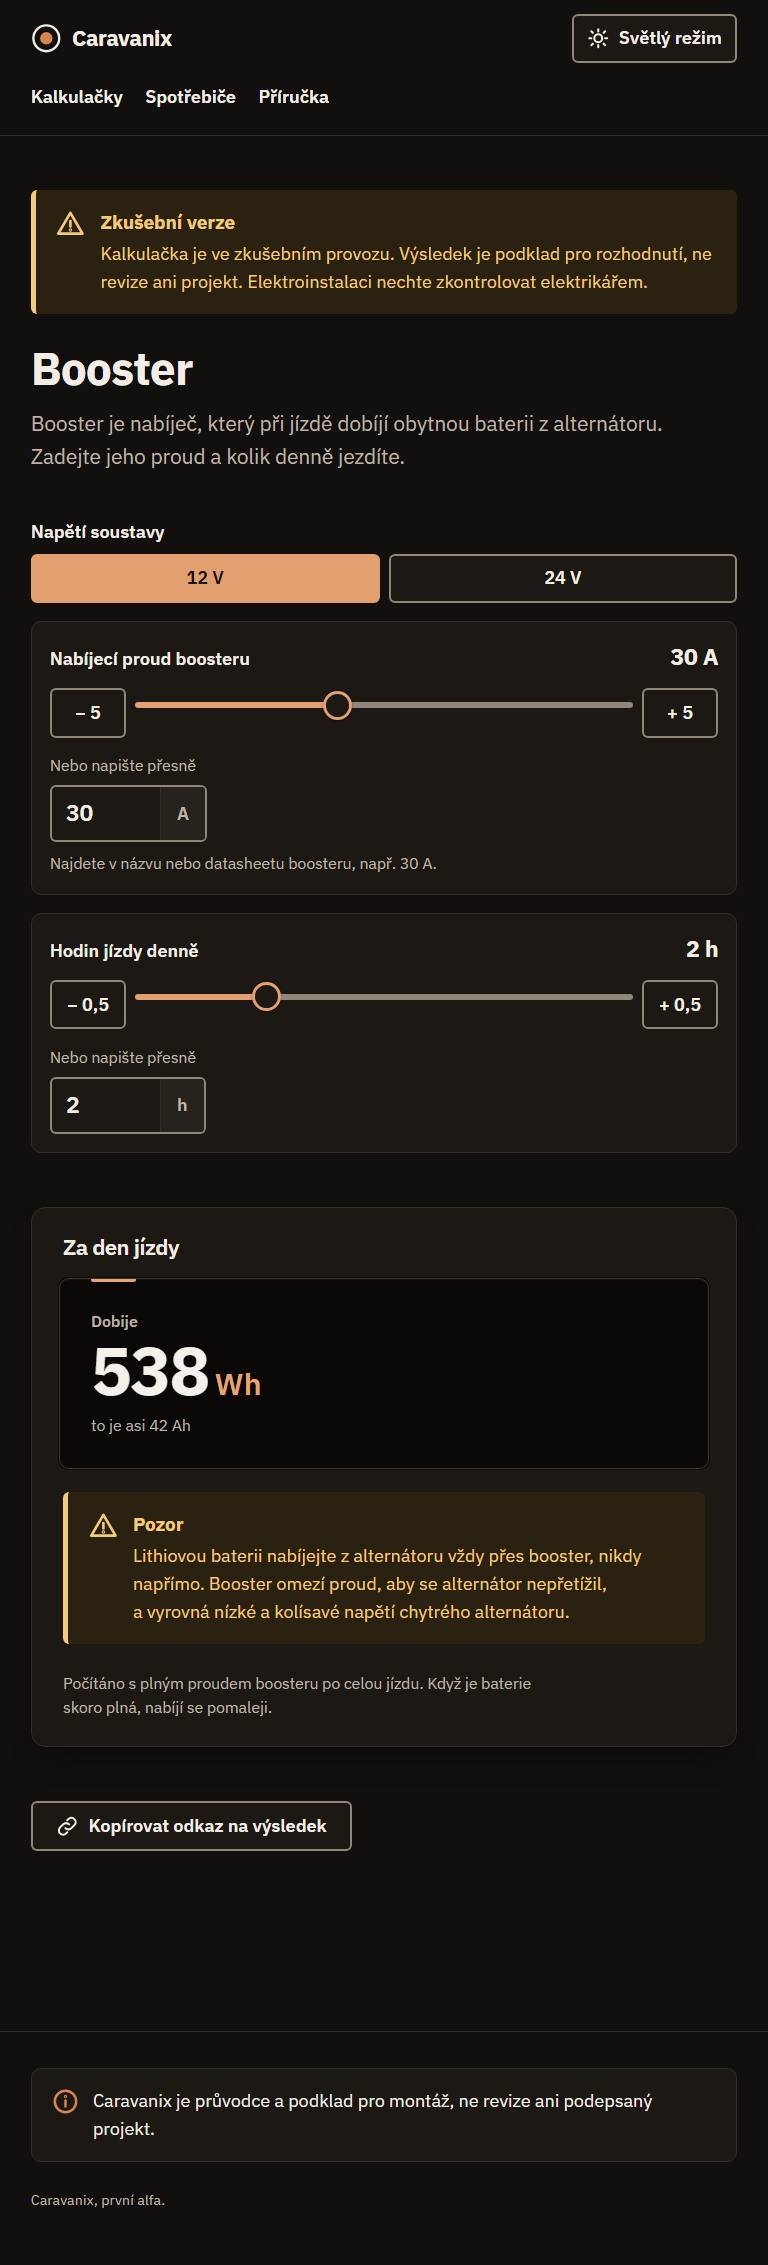 Caravanix
Světlý režim
Kalkulačky Spotřebiče Příručka
Zkušební verze
Kalkulačka je ve zkušebním provozu. Výsledek je podklad pro rozhodnutí, ne
revize ani projekt. Elektroinstalaci nechte zkontrolovat elektrikářem.
Booster
Booster je nabíječ, který při jízdě dobíjí obytnou baterii z alternátoru.
Zadejte jeho proud a kolik denně jezdíte.
Napětí soustavy
12 V
24 V
Nabíjecí proud boosteru
30 A
− 5
+ 5
Nebo napište přesně
30
A
Najdete v názvu nebo datasheetu boosteru, např. 30 A.
Hodin jízdy denně
2 h
− 0,5
+ 0,5
Nebo napište přesně
2
h
Za den jízdy
Dobije
538 Wh
to je asi 42 Ah
Pozor
Lithiovou baterii nabíjejte z alternátoru vždy přes booster, nikdy
napřímo. Booster omezí proud, aby se alternátor nepřetížil,
a vyrovná nízké a kolísavé napětí chytrého alternátoru.
Počítáno s plným proudem boosteru po celou jízdu. Když je baterie
skoro plná, nabíjí se pomaleji.
Kopírovat odkaz na výsledek
Caravanix je průvodce a podklad pro montáž, ne revize ani podepsaný
projekt.
Caravanix, první alfa.